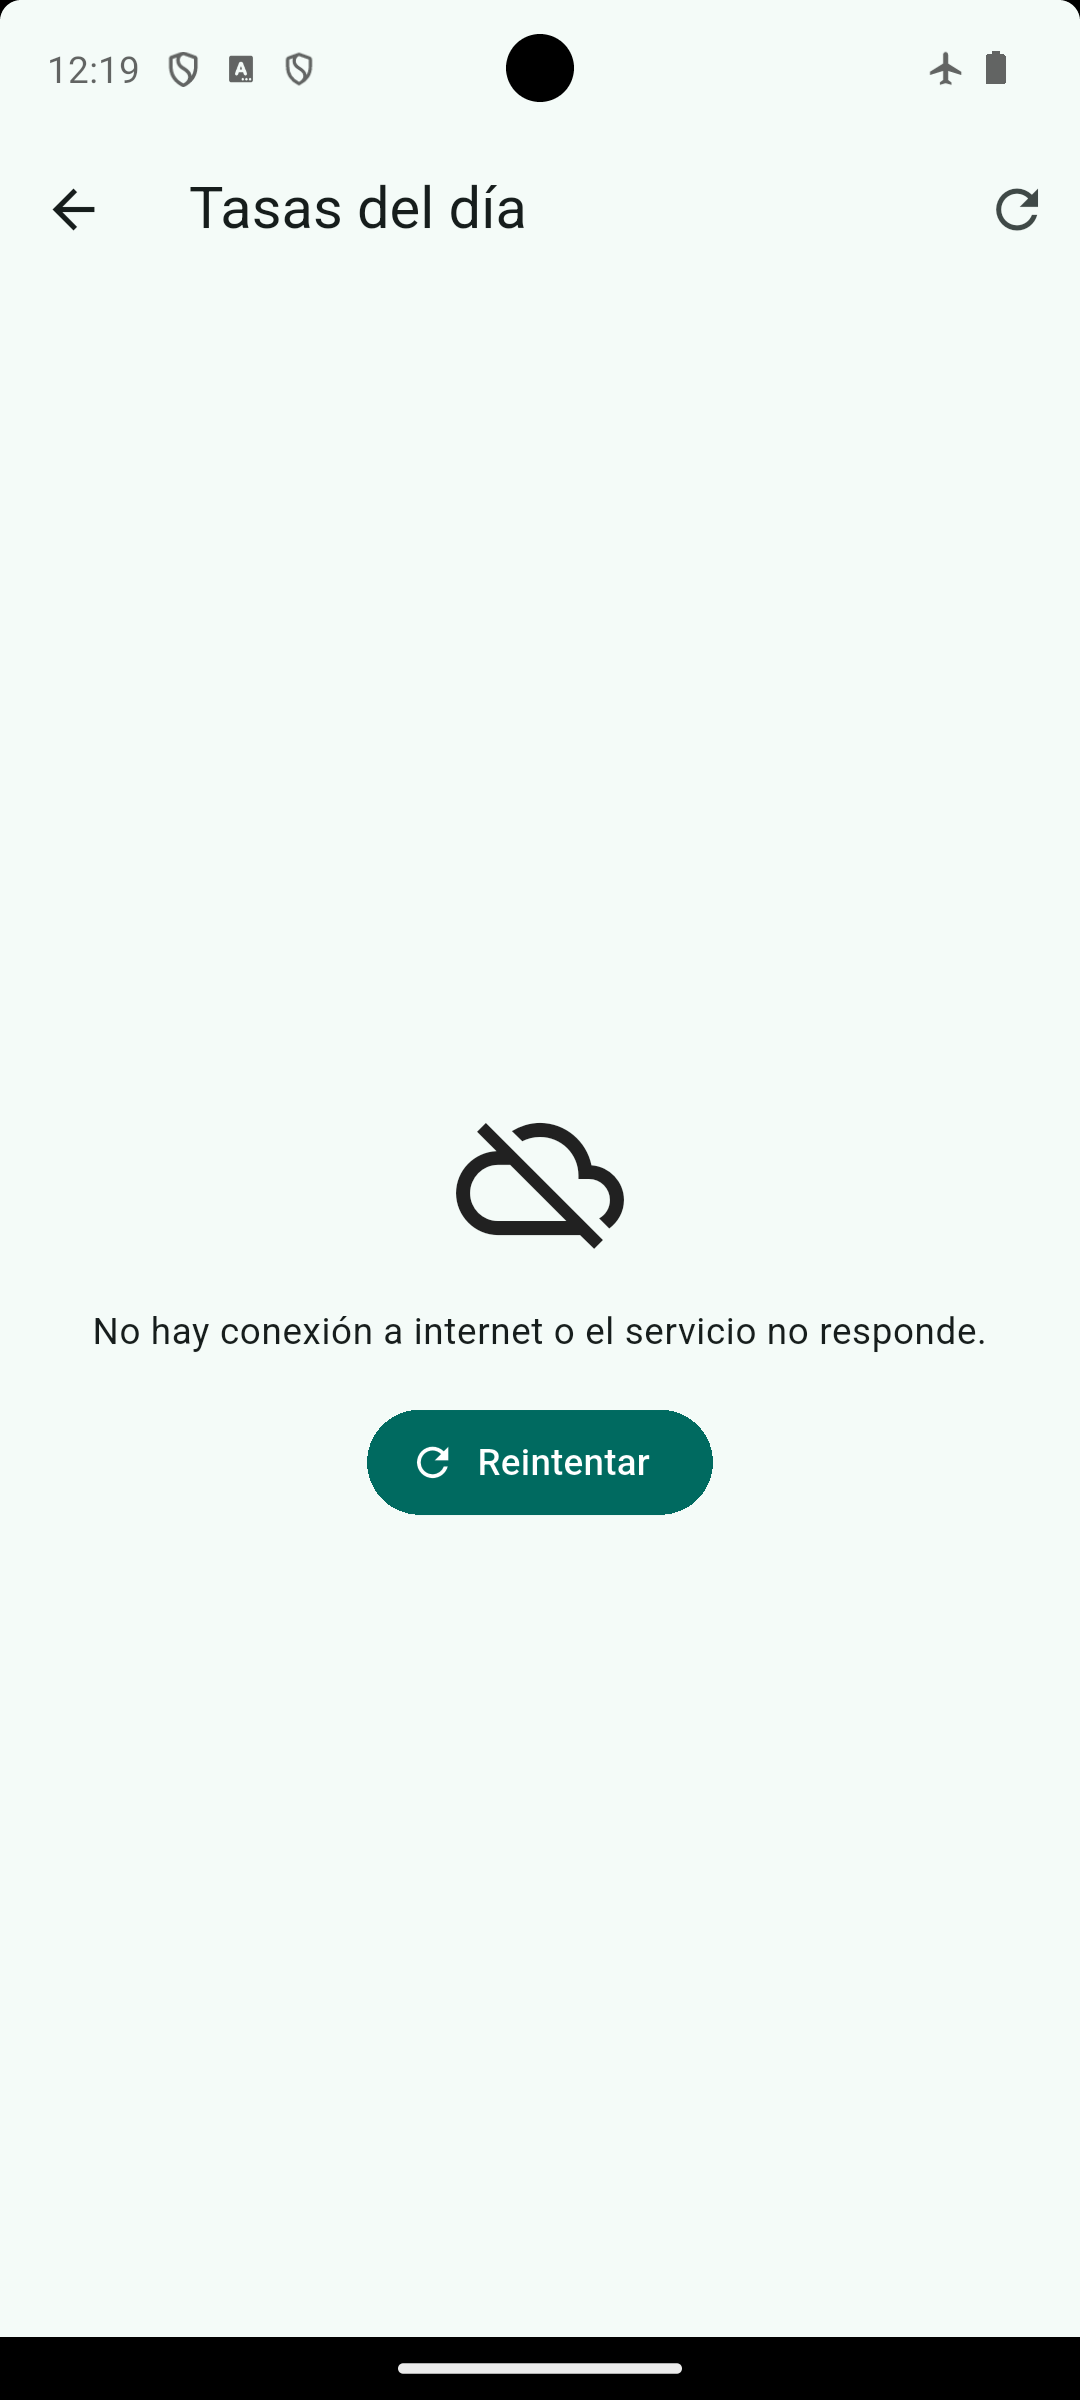 12:19
Tasas del día
No hay conexión a internet o el servicio no responde.
Reintentar